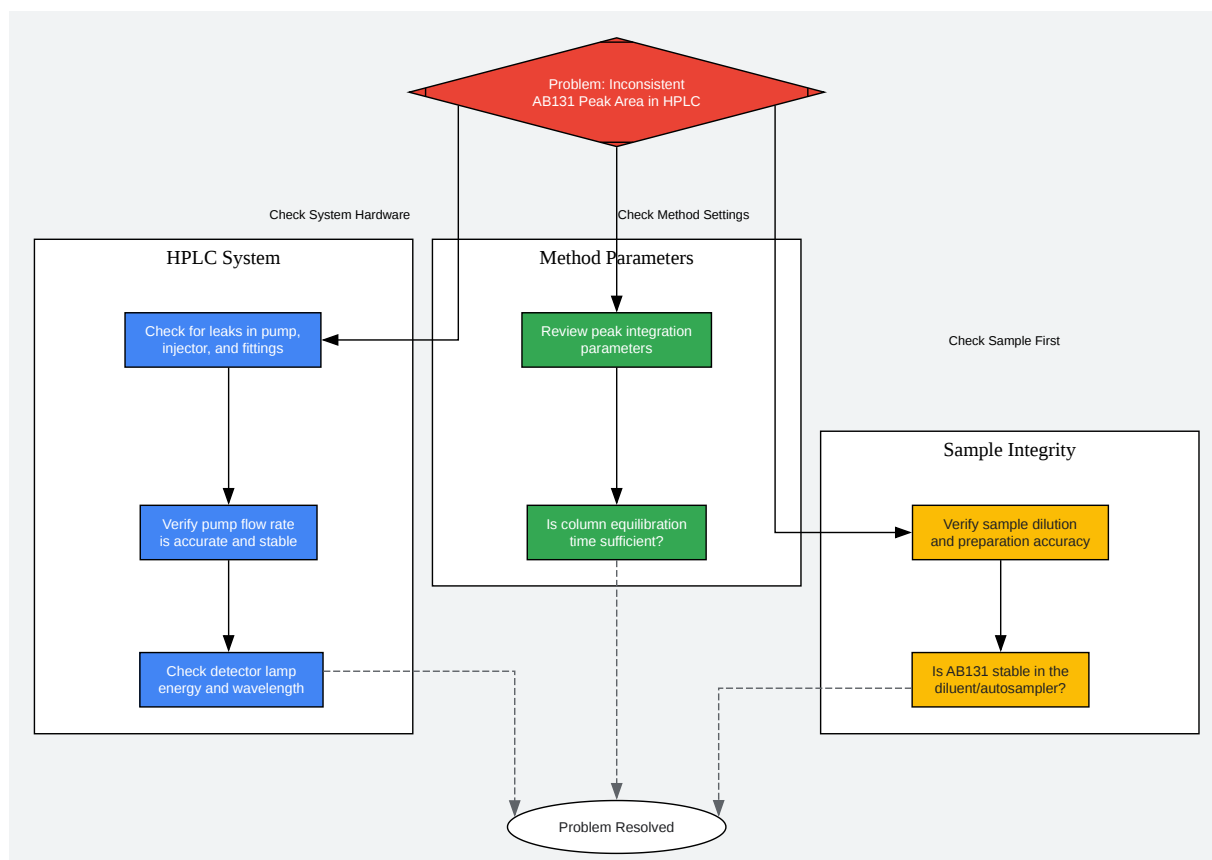 Problem: Inconsistent
AB131 Peak Area in HPLC
Check System Hardware
Check Method Settings
Check Sample First
HPLC System
Check for leaks in pump,
injector, and fittings
Verify pump flow rate
is accurate and stable
Check detector lamp
energy and wavelength
Method Parameters
Review peak integration
parameters
Is column equilibration
time sufficient?
Sample Integrity
Verify sample dilution
and preparation accuracy
Is AB131 stable in the
diluent/autosampler?
Problem Resolved